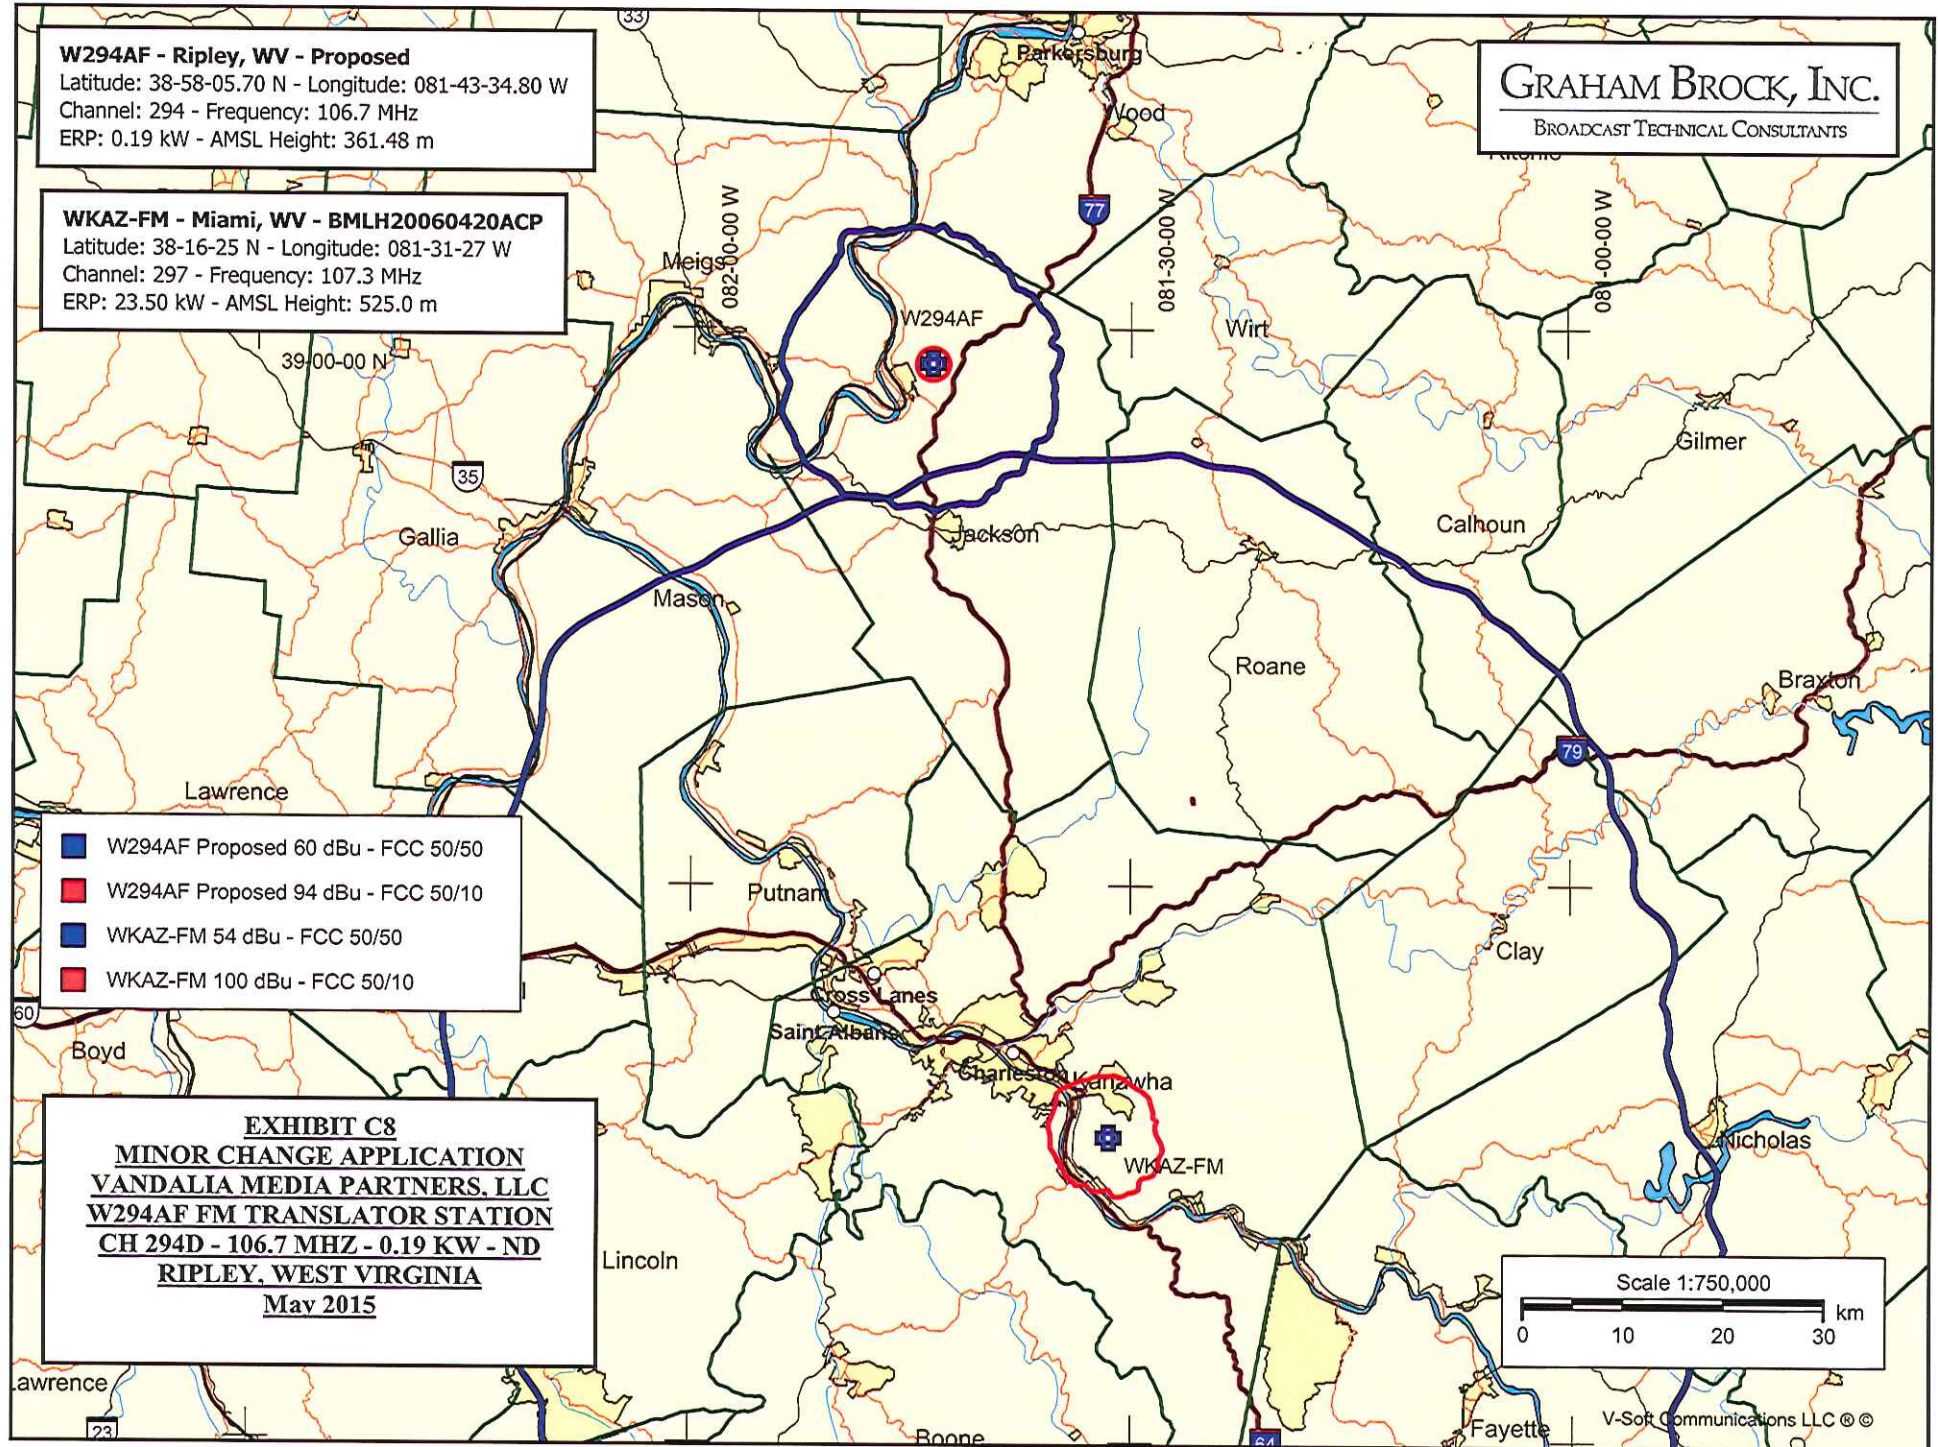 33
W294AF - Ripley, WV - Proposed
Latitude: 38-58-05.70 N - Longitude: 081-43-34.80 W
Channel: 294 - Frequency: 106.7 MHz
ERP: 0.19 kW - AMSL Height: 361.48 m
WKAZ-FM - Miami, WV - BMLH20060420ACP
Latitude: 38-16-25 N - Longitude: 081-31-27 W
Channel: 297 - Frequency: 107.3 MHz
ERP: 23.50 kW - AMSL Height: 525.0 m
GRAHAM BROCK, INC.
BROADCAST TECHNICAL CONSULTANTS
Parkersburg
Wood
Ritchie
77
082-00-00 W
081-30-00 W
081-00-00 W
Meigs
W294AF
Wirt
39-00-00 N
Gilmer
35
Gallia
Calhoun
Jackson
Mason
Roane
Braxton
79
Lawrence
W294AF Proposed 60 dBu - FCC 50/50
W294AF Proposed 94 dBu - FCC 50/10
WKAZ-FM 54 dBu - FCC 50/50
WKAZ-FM 100 dBu - FCC 50/10
Putnam
Clay
Cross Lanes
60
Saint Albans
Boyd
Charleston
Kanawha
WKAZ-FM
Nicholas
EXHIBIT C8
MINOR CHANGE APPLICATION
VANDALIA MEDIA PARTNERS, LLC
W294AF FM TRANSLATOR STATION
CH 294D - 106.7 MHZ - 0.19 KW - ND
RIPLEY, WEST VIRGINIA
May 2015
Lincoln
Scale 1:750,000
km
0 10 20 30
awrence
23
Boone
64
Fayette
V-Soft Communications LLC ® ©